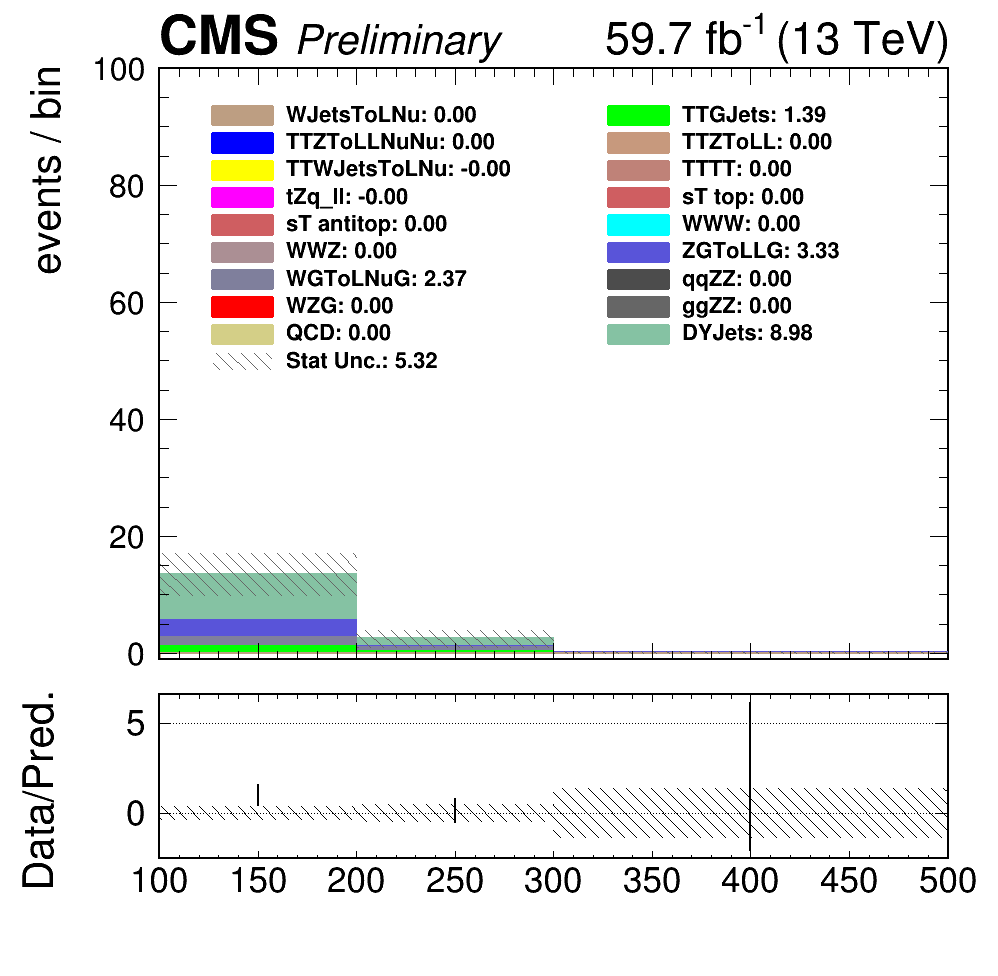 CMS Preliminary 59.7 fb-1 (13 TeV)
events / bin
100
80
60
40
20
0
WJetsToLNu: 0.00
TTGJets: 1.39
TTZToLLNuNu: 0.00
TTZToLL: 0.00
TTWJetsToLNu: -0.00
TTTT: 0.00
tZq_ll: -0.00
sT top: 0.00
sT antitop: 0.00
WWW: 0.00
WWZ: 0.00
ZGToLLG: 3.33
WGToLNuG: 2.37
qqZZ: 0.00
WZG: 0.00
ggZZ: 0.00
QCD: 0.00
DYJets: 8.98
Stat Unc.: 5.32
Data/Pred.
5
0
100 150 200 250 300 350 400 450 500